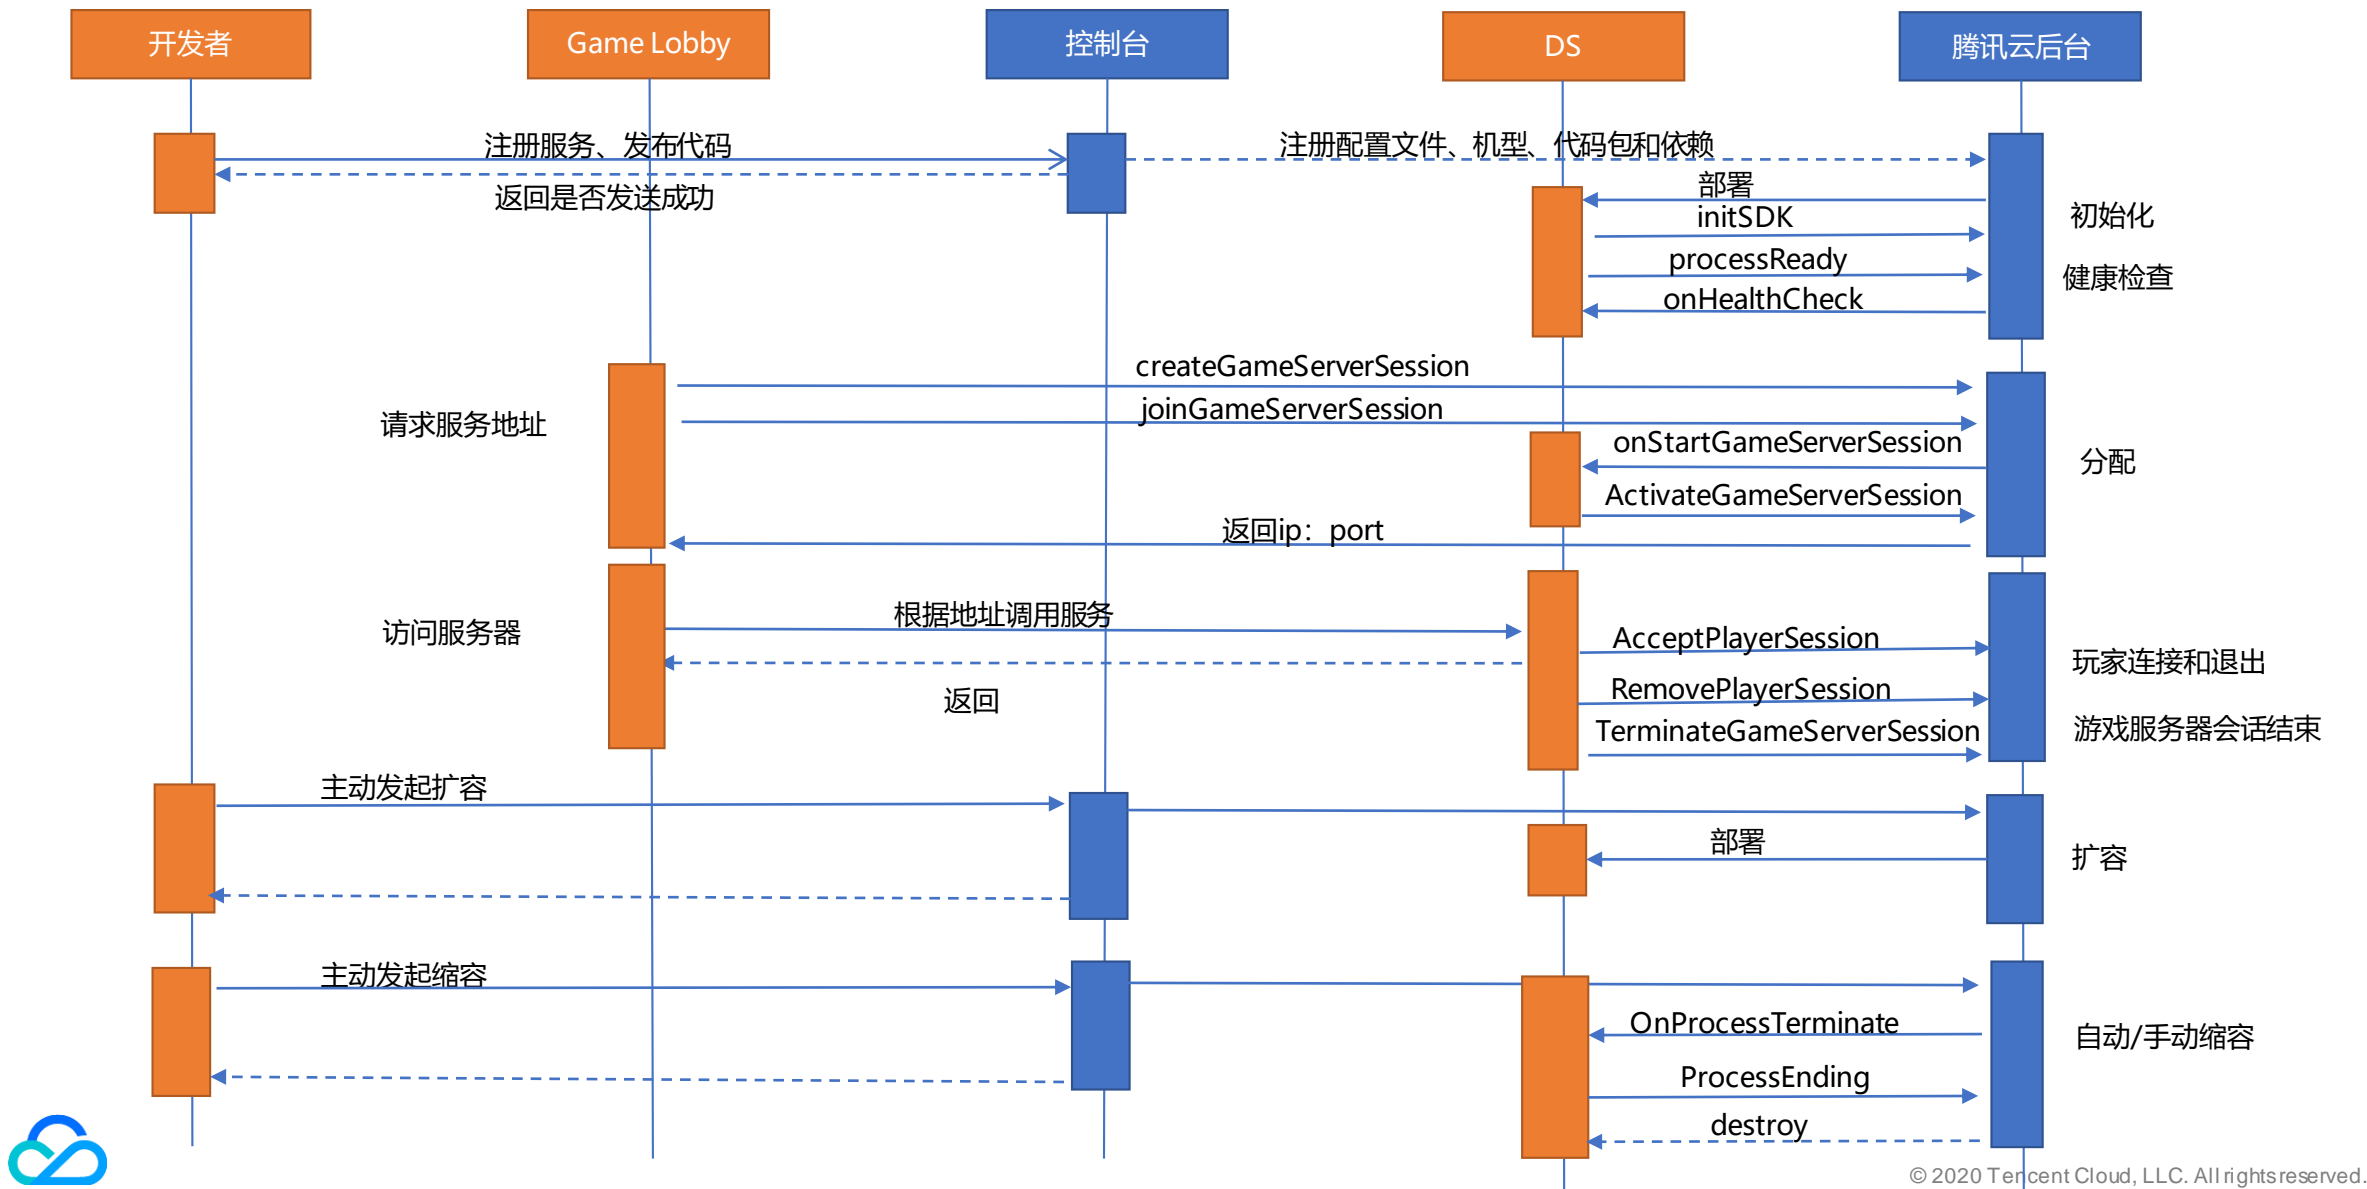 开发者
Game Lobby
控制台
DS
腾讯云后台
注册服务、发布代码
注册配置文件、机型、代码包和依赖
返回是否发送成功
部署
initSDK
初始化
processReady
健康检查
onHealthCheck
createGameServerSession
joinGameServerSession
请求服务地址
onStartGameServerSession
分配
ActivateGameServerSession
返回ip：port
根据地址调用服务
访问服务器
AcceptPlayerSession
玩家连接和退出
RemovePlayerSession
返回
TerminateGameServerSession
游戏服务器会话结束
主动发起扩容
部署
扩容
主动发起缩容
OnProcessTerminate
自动/手动缩容
ProcessEnding
destroy
© 2020 Tencent Cloud, LLC. All rights reserved.